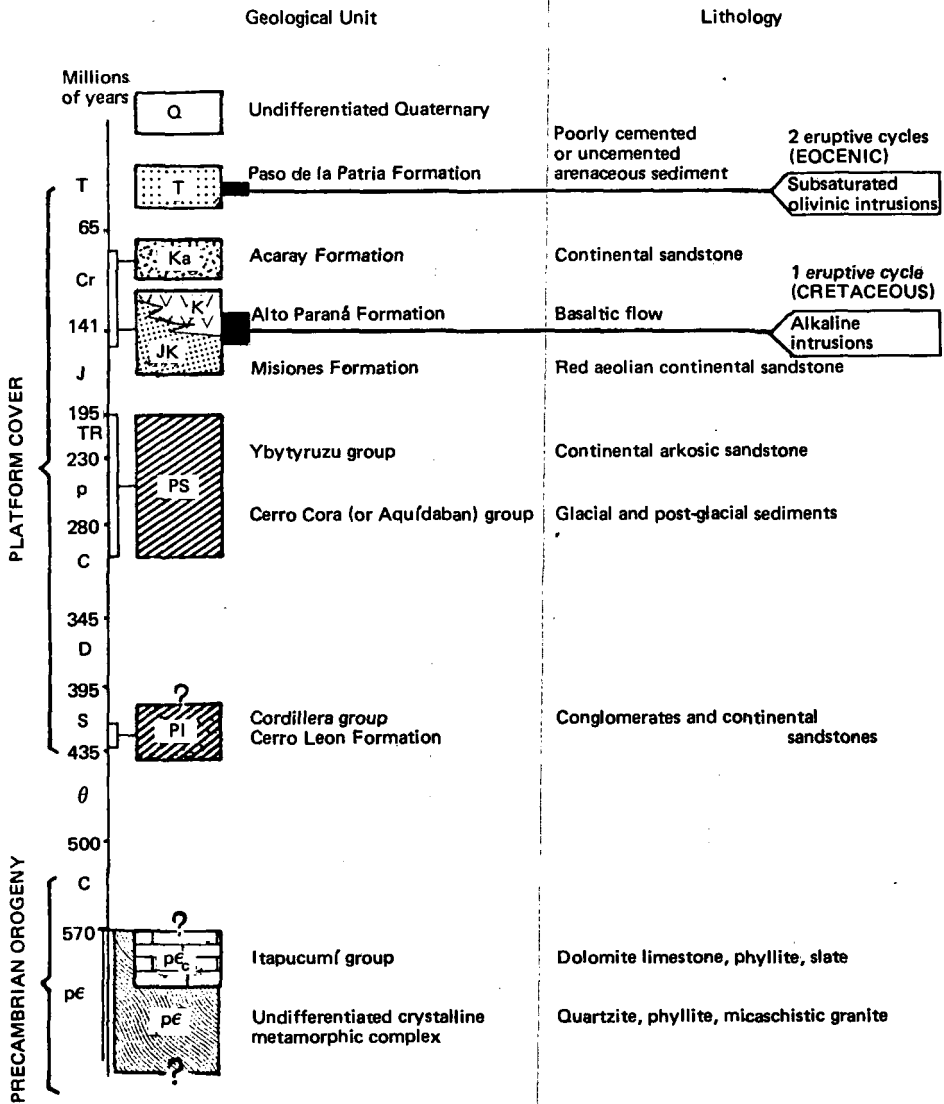 Geological Unit
Lithology
Millions
of years
Q
Undifferentiated Quaternary
Poorly cemented
or uncemented
arenaceous sediment
2 eruptive cycles
(EOCENIC)
T
T
Paso de la Patria Formation
Subsaturated
olivinic intrusions
65
Ka
Acaray Formation
Continental sandstone
Cr
1 eruptive cycle
(CRETACEOUS)
K
Alto Paraná Formation
Basaltic flow
Alkaline
intrusions
141
JK
J
Misiones Formation
Red aeolian continental sandstone
PLATFORM COVER
195
TR
Ybytyruzu group
Continental arkosic sandstone
230
p
PS
Cerro Cora (or Aquídaban) group
Glacial and post-glacial sediments
280
C
345
D
395
?
S
PI
Cordillera group
Cerro Leon Formation
Conglomerates and continental
sandstones
435
θ
500
PRECAMBRIAN OROGENY
C
?
570
p€c
Itapucumí group
Dolomite limestone, phyllite, slate
p€
p€
Undifferentiated crystalline
metamorphic complex
Quartzite, phyllite, micaschistic granite
?